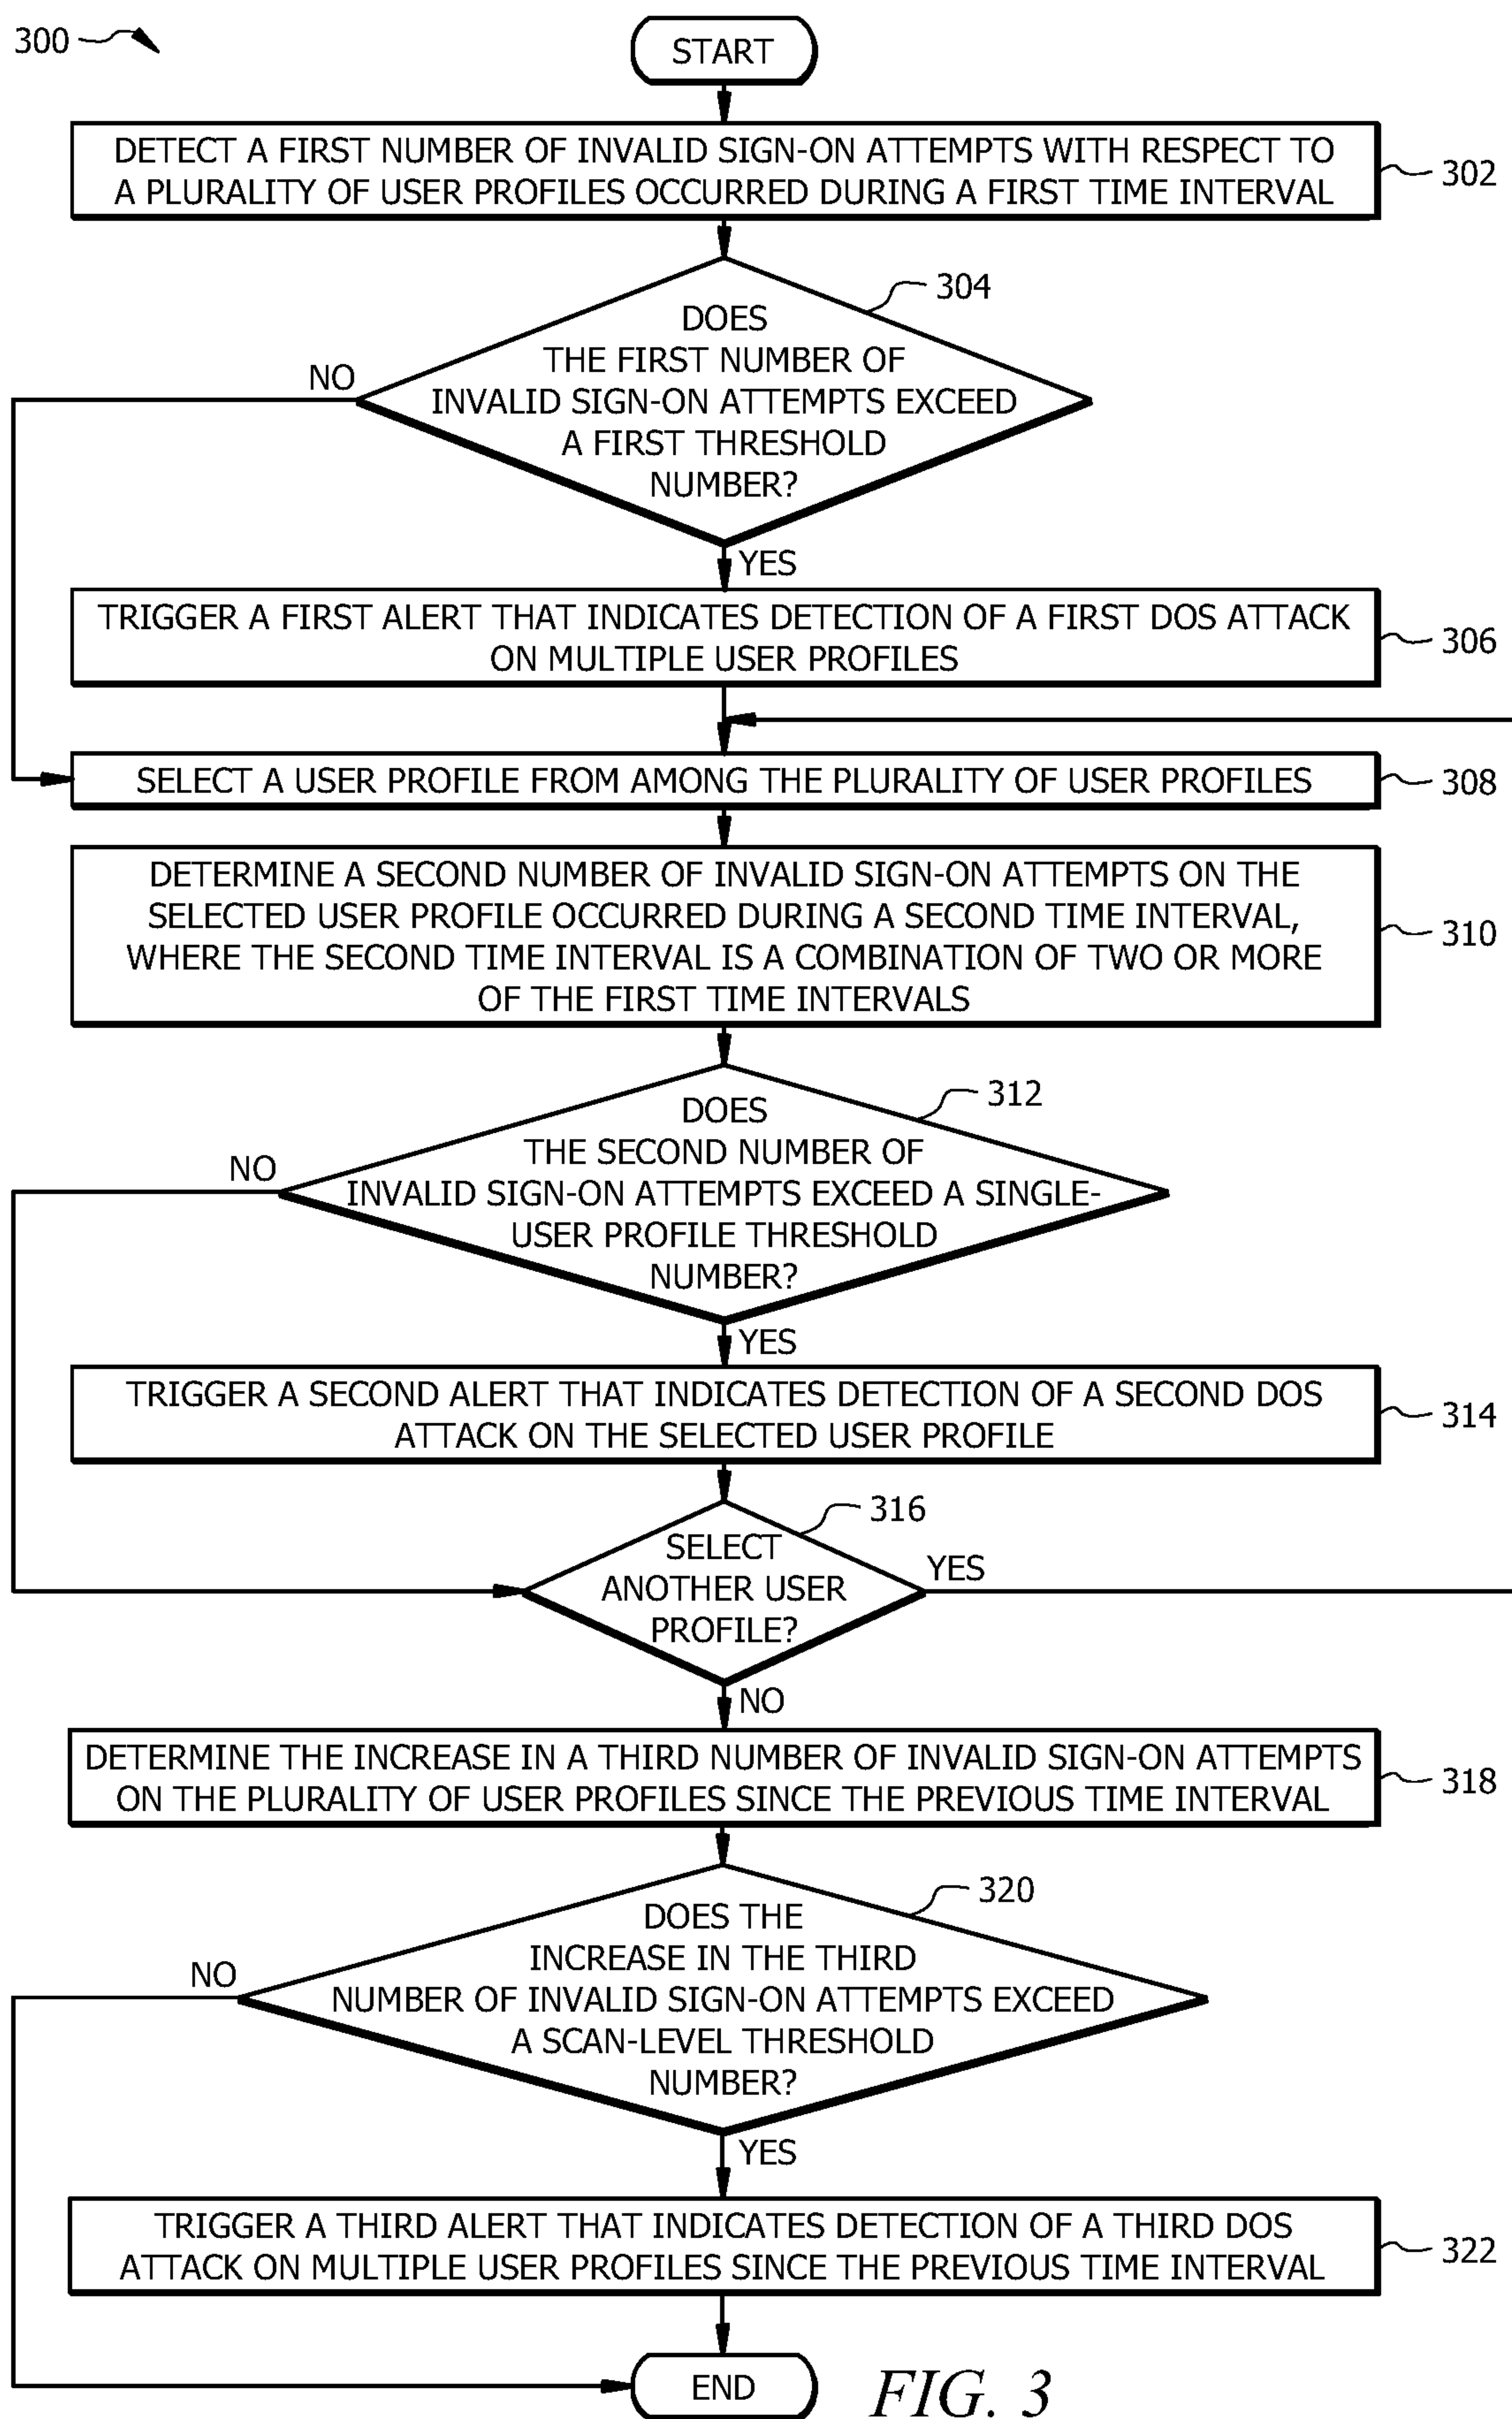 300
START
DETECT A FIRST NUMBER OF INVALID SIGN-ON ATTEMPTS WITH RESPECT TO
A PLURALITY OF USER PROFILES OCCURRED DURING A FIRST TIME INTERVAL
302
304
DOES
THE FIRST NUMBER OF
INVALID SIGN-ON ATTEMPTS EXCEED
A FIRST THRESHOLD
NUMBER?
NO
YES
TRIGGER A FIRST ALERT THAT INDICATES DETECTION OF A FIRST DOS ATTACK
ON MULTIPLE USER PROFILES
306
SELECT A USER PROFILE FROM AMONG THE PLURALITY OF USER PROFILES
308
DETERMINE A SECOND NUMBER OF INVALID SIGN-ON ATTEMPTS ON THE
SELECTED USER PROFILE OCCURRED DURING A SECOND TIME INTERVAL,
WHERE THE SECOND TIME INTERVAL IS A COMBINATION OF TWO OR MORE
OF THE FIRST TIME INTERVALS
310
312
DOES
THE SECOND NUMBER OF
INVALID SIGN-ON ATTEMPTS EXCEED A SINGLE-
USER PROFILE THRESHOLD
NUMBER?
NO
YES
TRIGGER A SECOND ALERT THAT INDICATES DETECTION OF A SECOND DOS
ATTACK ON THE SELECTED USER PROFILE
314
316
SELECT
ANOTHER USER
PROFILE?
YES
NO
DETERMINE THE INCREASE IN A THIRD NUMBER OF INVALID SIGN-ON ATTEMPTS
ON THE PLURALITY OF USER PROFILES SINCE THE PREVIOUS TIME INTERVAL
318
320
DOES THE
INCREASE IN THE THIRD
NUMBER OF INVALID SIGN-ON ATTEMPTS EXCEED
A SCAN-LEVEL THRESHOLD
NUMBER?
NO
YES
TRIGGER A THIRD ALERT THAT INDICATES DETECTION OF A THIRD DOS
ATTACK ON MULTIPLE USER PROFILES SINCE THE PREVIOUS TIME INTERVAL
322
END
FIG. 3